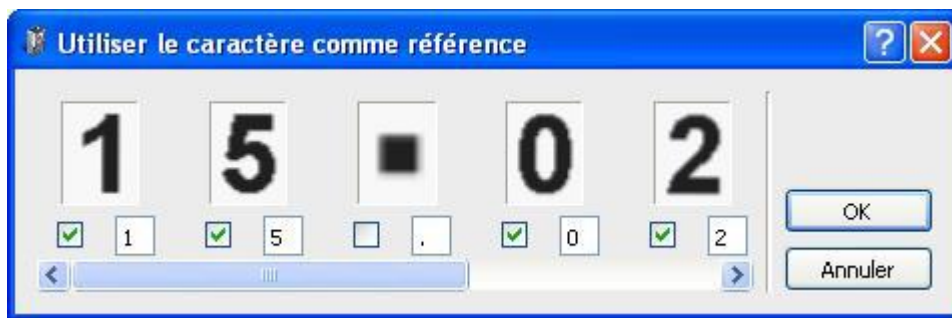 Utiliser le caractère comme référence
1 5 . 0 2
1 5 . 0 2
OK
Annuler